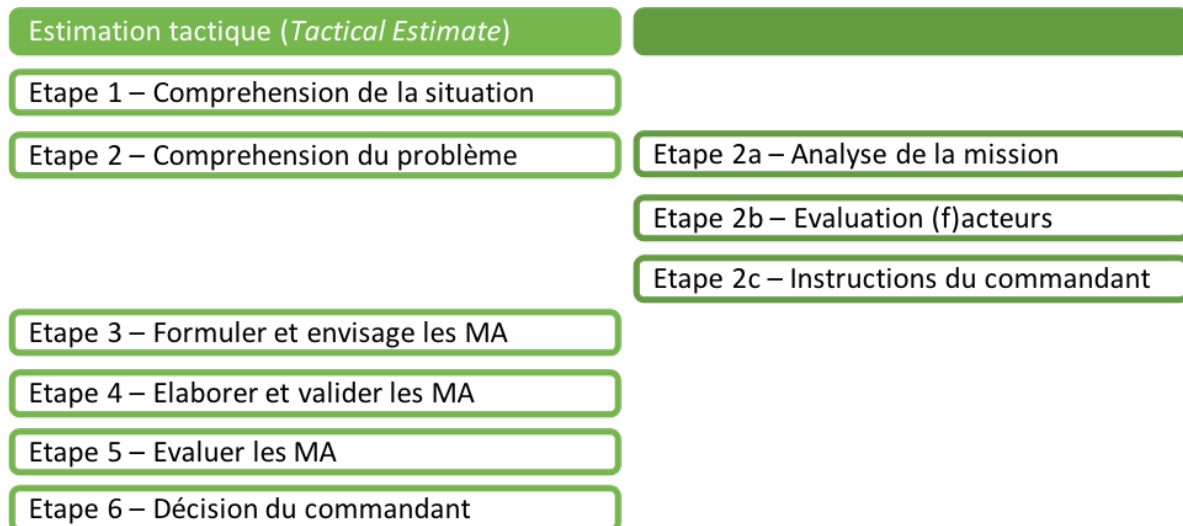 Estimation tactique (Tactical Estimate)
Etape 1 – Comprehension de la situation
Etape 2 – Comprehension du problème
Etape 2a – Analyse de la mission
Etape 2b – Evaluation (f)acteurs
Etape 2c – Instructions du commandant
Etape 3 – Formuler et envisage les MA
Etape 4 – Elaborer et valider les MA
Etape 5 – Evaluer les MA
Etape 6 – Décision du commandant